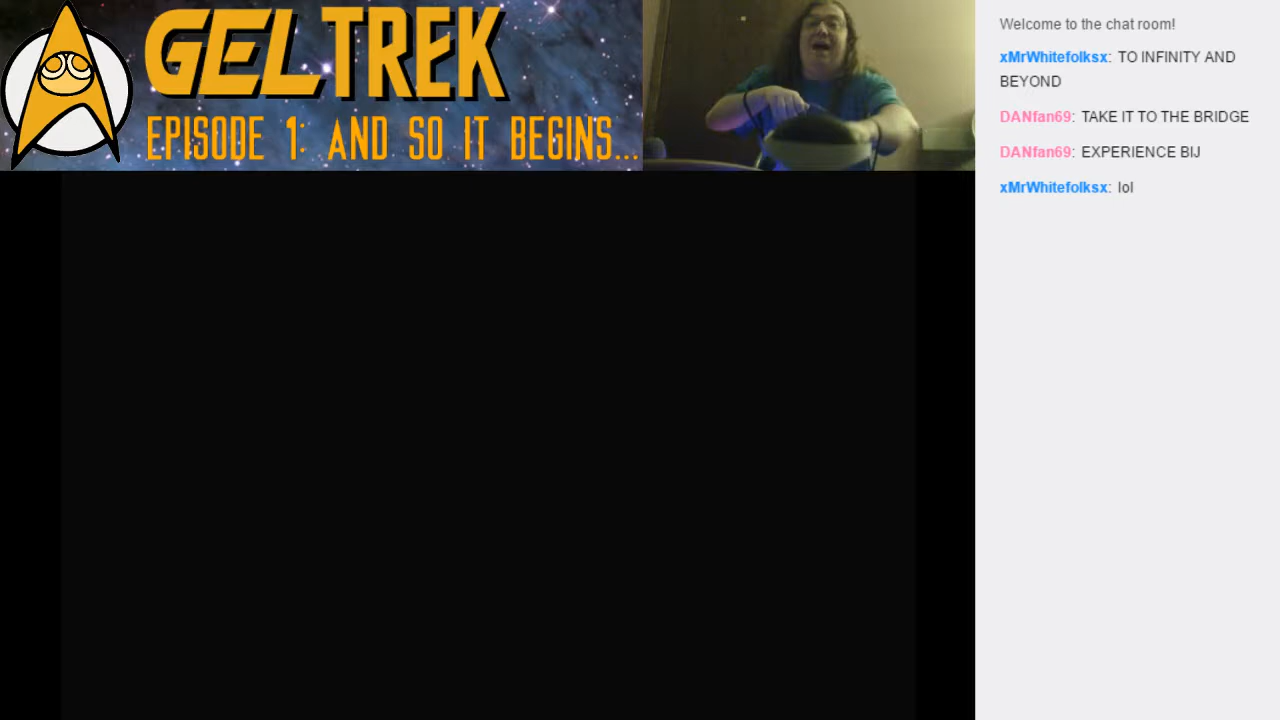 GELTREK
EPISODE 1: AND SO IT BEGINS...
Welcome to the chat room!
xMrWhitefolksx: TO INFINITY AND
BEYOND
DANfan69: TAKE IT TO THE BRIDGE
DANfan69: EXPERIENCE BIJ
xMrWhitefolksx: lol